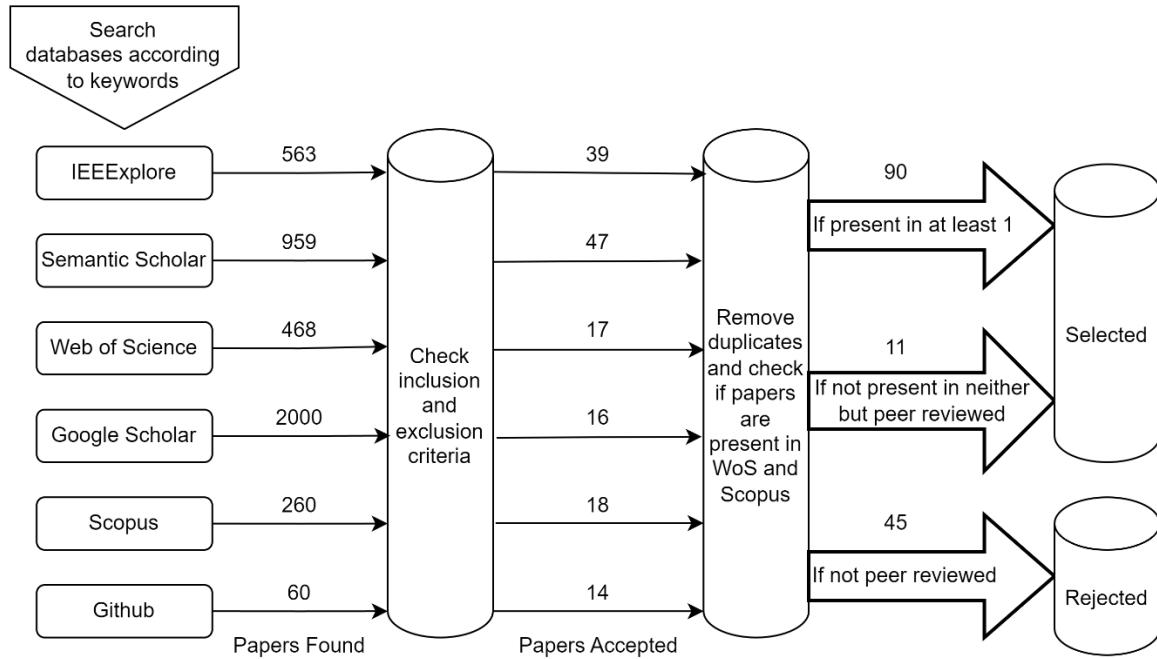 Search
databases according
to keywords
IEEExplore
563
39
90
If present in at least 1
Semantic Scholar
959
47
Web of Science
468
17
11
If not present in neither
but peer reviewed
Google Scholar
2000
16
Scopus
260
18
45
If not peer reviewed
Github
60
14
Check
inclusion
and
exclusion
criteria
Remove
duplicates
and check
if papers
are
present in
WoS and
Scopus
Selected
Rejected
Papers Found
Papers Accepted